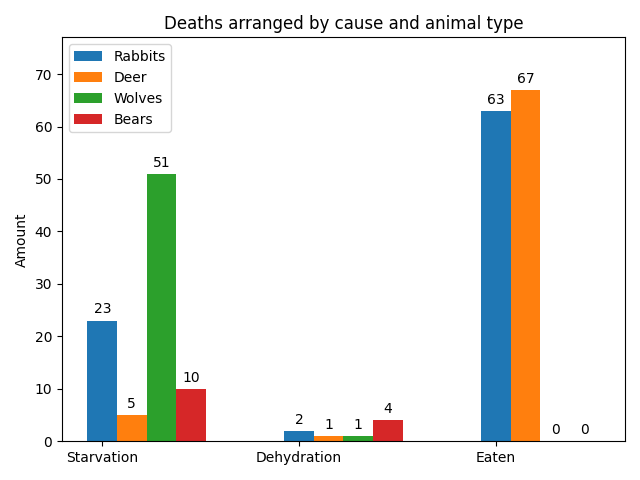 Deaths arranged by cause and animal type
Rabbits
Deer
Wolves
Bears
Amount
70
60
50
40
30
20
10
0
23
5
51
10
2
1
1
4
63
67
0
0
Starvation
Dehydration
Eaten